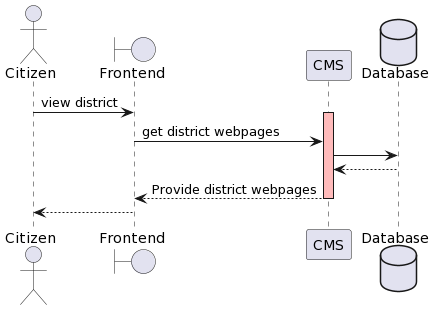 Citizen
Frontend
CMS
Database
view district
get district webpages
Provide district webpages
Citizen
Frontend
CMS
Database